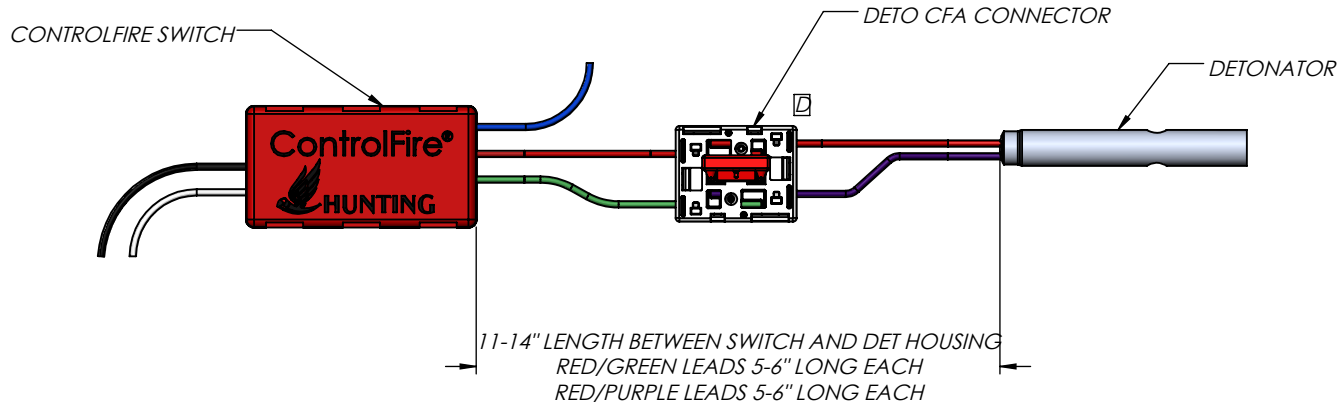 CONTROLFIRE SWITCH
DETO CFA CONNECTOR
DETONATOR
D
ControlFire®
HUNTING
11-14" LENGTH BETWEEN SWITCH AND DET HOUSING
RED/GREEN LEADS 5-6" LONG EACH
RED/PURPLE LEADS 5-6" LONG EACH